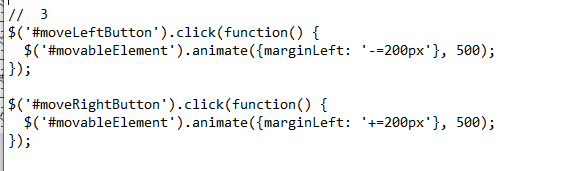 //  3
$('#moveLeftButton').click(function() {
  $('#movableElement').animate({marginLeft: '-=200px'}, 500);
});

$('#moveRightButton').click(function() {
  $('#movableElement').animate({marginLeft: '+=200px'}, 500);
});